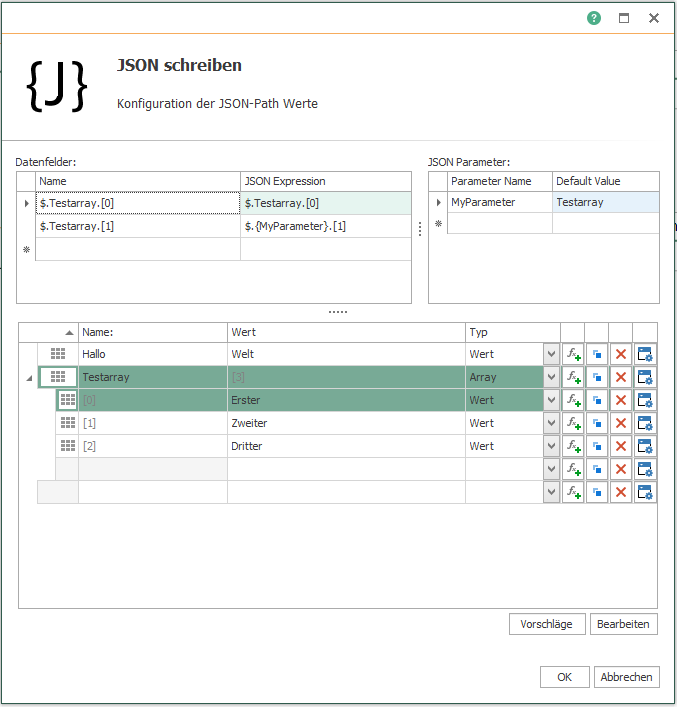 ?
JSON schreiben
{J}
Konfiguration der JSON-Path Werte
Datenfelder:
Name JSON Expression
$.Testarray.[0] $.Testarray.[0]
$.Testarray.[1] $.{MyParameter}.[1]
JSON Parameter:
Parameter Name Default Value
MyParameter Testarray
Name: Wert Typ
Hallo Welt Wert
Testarray [3] Array
[0] Erster Wert
[1] Zweiter Wert
[2] Dritter Wert
Vorschläge Bearbeiten
OK Abbrechen